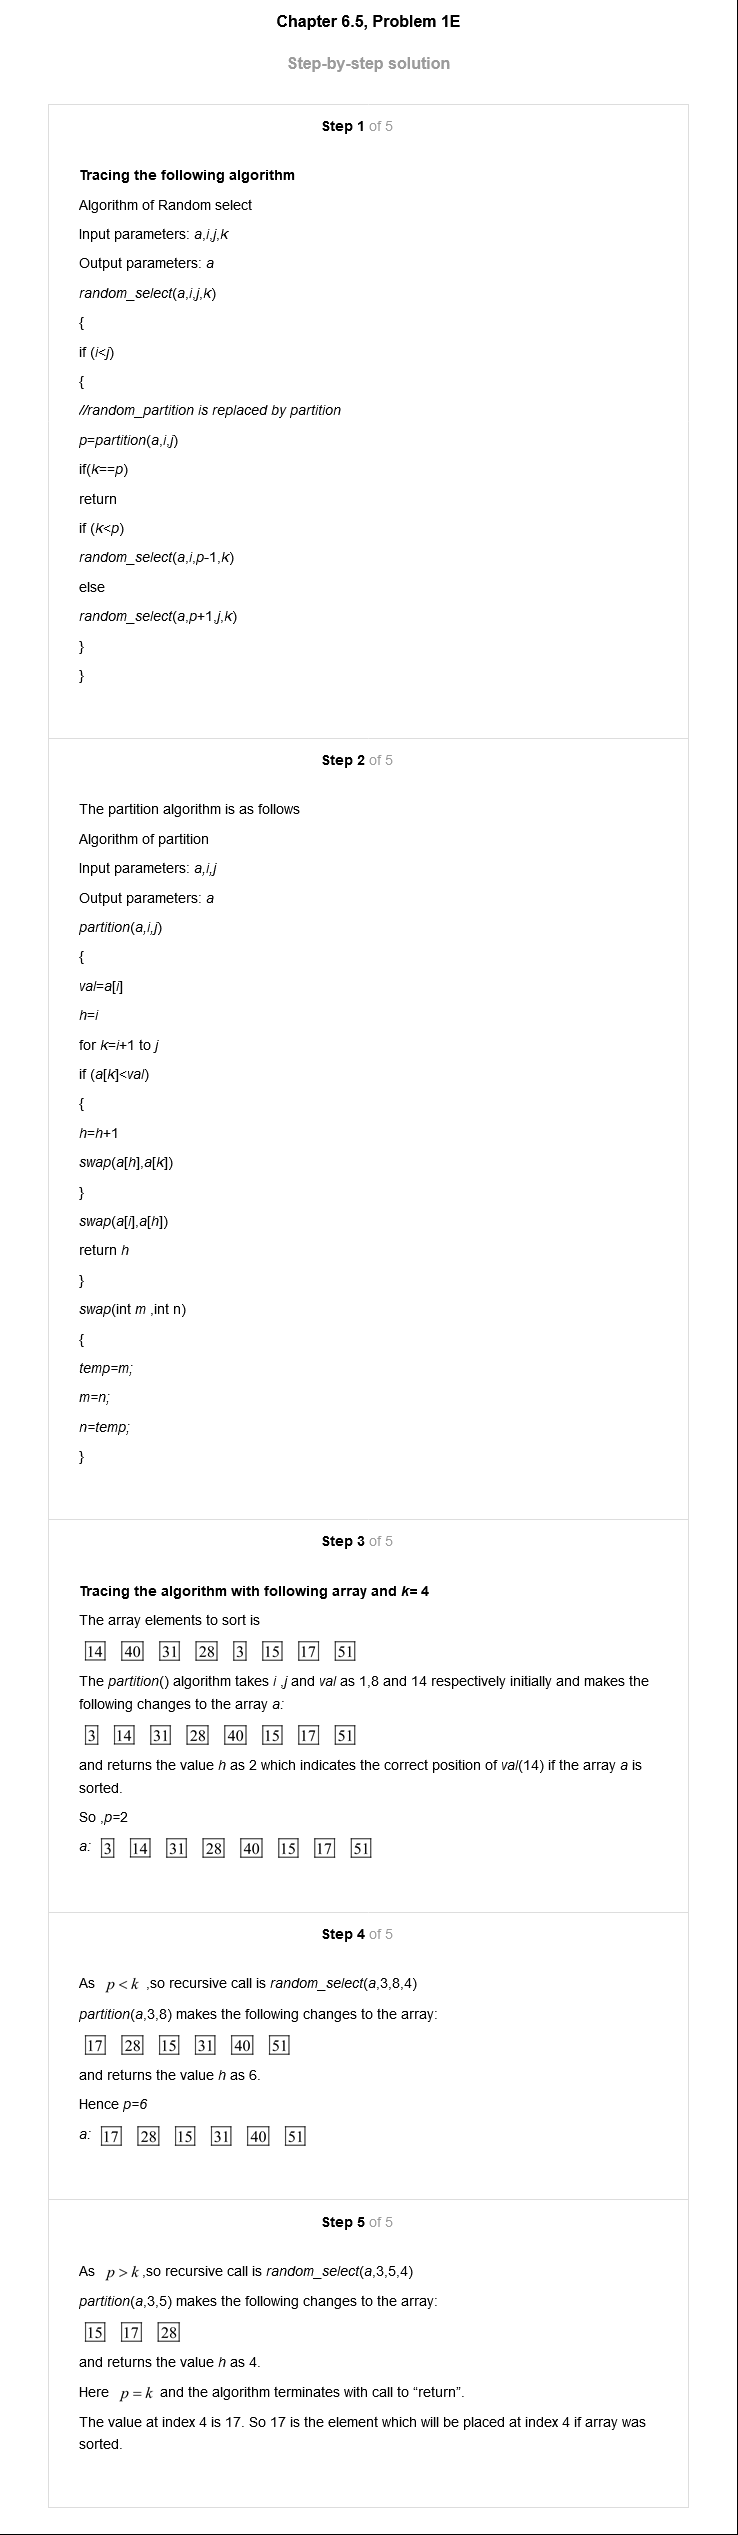 Chapter 6.5, Problem 1E
Step-by-step solution
Step 1 of 5
Tracing the following algorithm
Algorithm of Random select
Input parameters: a,i,j,k
Output parameters: a
random_select(a,i,j,k)
{
if (i<j)
{
//random_partition is replaced by partition
p=partition(a,i,j)
if(k==p)
return
if (k<p)
random_select(a,i,p-1,k)
else
random_select(a,p+1,j,k)
}
}
Step 2 of 5
The partition algorithm is as follows
Algorithm of partition
Input parameters: a,i,j
Output parameters: a
partition(a,i,j)
{
val=a[i]
h=i
for k=i+1 to j
if (a[k]<val)
{
h=h+1
swap(a[h],a[k])
}
swap(a[i],a[h])
return h
}
swap(int m ,int n)
{
temp=m;
m=n;
n=temp;
}
Step 3 of 5
Tracing the algorithm with following array and k= 4
The array elements to sort is
14 40 31 28 3 15 17 51
The partition() algorithm takes i ,j and val as 1,8 and 14 respectively initially and makes the
following changes to the array a:
3 14 31 28 40 15 17 51
and returns the value h as 2 which indicates the correct position of val(14) if the array a is
sorted.
So ,p=2
a: 3 14 31 28 40 15 17 51
Step 4 of 5
As p < k ,so recursive call is random_select(a,3,8,4)
partition(a,3,8) makes the following changes to the array:
17 28 15 31 40 51
and returns the value h as 6.
Hence p=6
a: 17 28 15 31 40 51
Step 5 of 5
As p > k ,so recursive call is random_select(a,3,5,4)
partition(a,3,5) makes the following changes to the array:
15 17 28
and returns the value h as 4.
Here p = k and the algorithm terminates with call to “return”.
The value at index 4 is 17. So 17 is the element which will be placed at index 4 if array was
sorted.